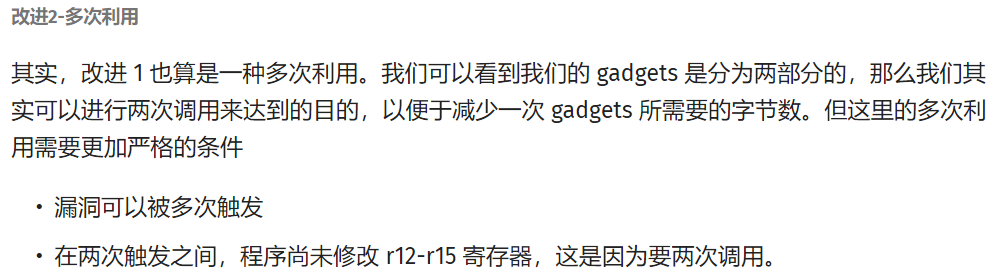 改进2-多次利用
其实，改进 1 也算是一种多次利用。我们可以看到我们的 gadgets 是分为两部分的，那么我们其
实可以进行两次调用来达到的目的，以便于减少一次 gadgets 所需要的字节数。但这里的多次利
用需要更加严格的条件
• 漏洞可以被多次触发
• 在两次触发之间，程序尚未修改 r12-r15 寄存器，这是因为要两次调用。